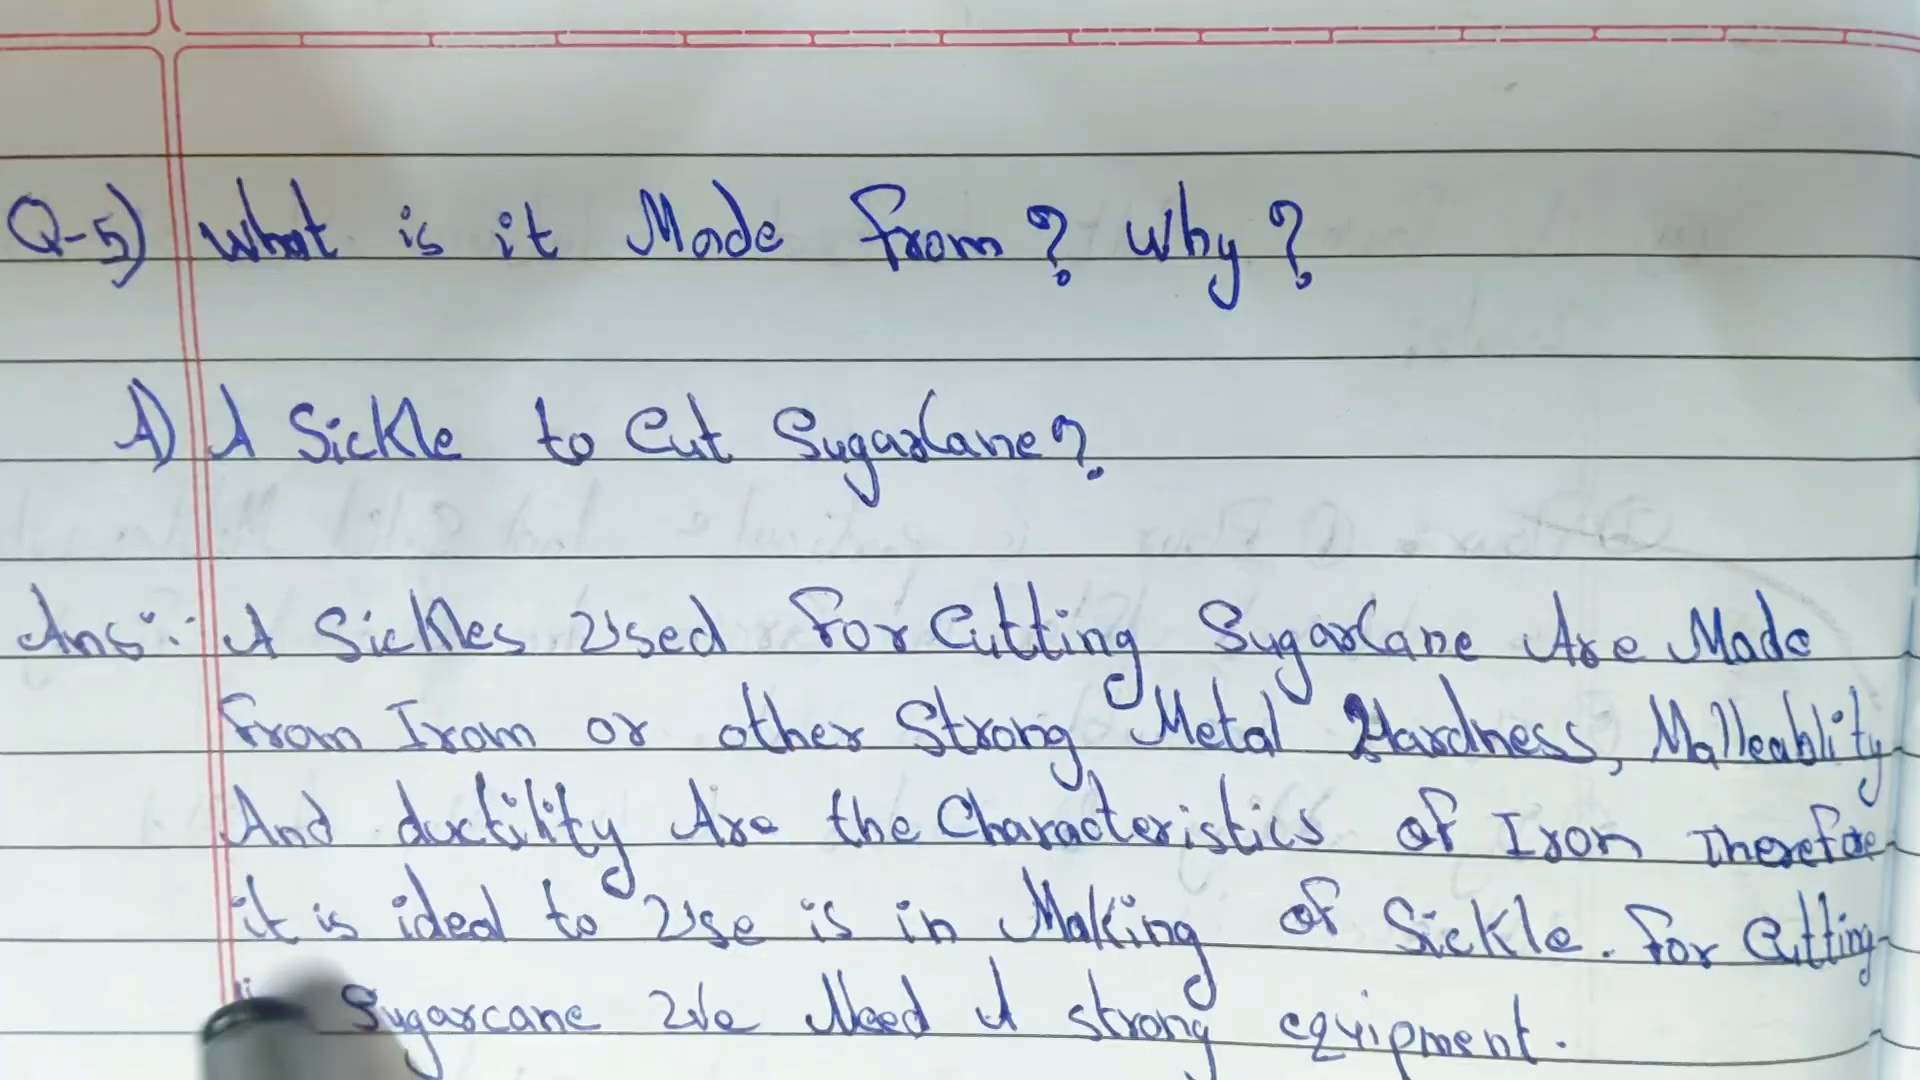 Q-5) What is it Made from? Why?
A) A Sickle to Cut SugarCane?
Ans:- A Sickles Used For Cutting SugarCane Are Made
from Iron or other Strong Metal Hardness, Malleablity
And ductility Are the Characteristics of Iron Therefore
it is ideal to Use is in Making of Sickle. For Cutting
Sugarcane We Need A strong equipment.